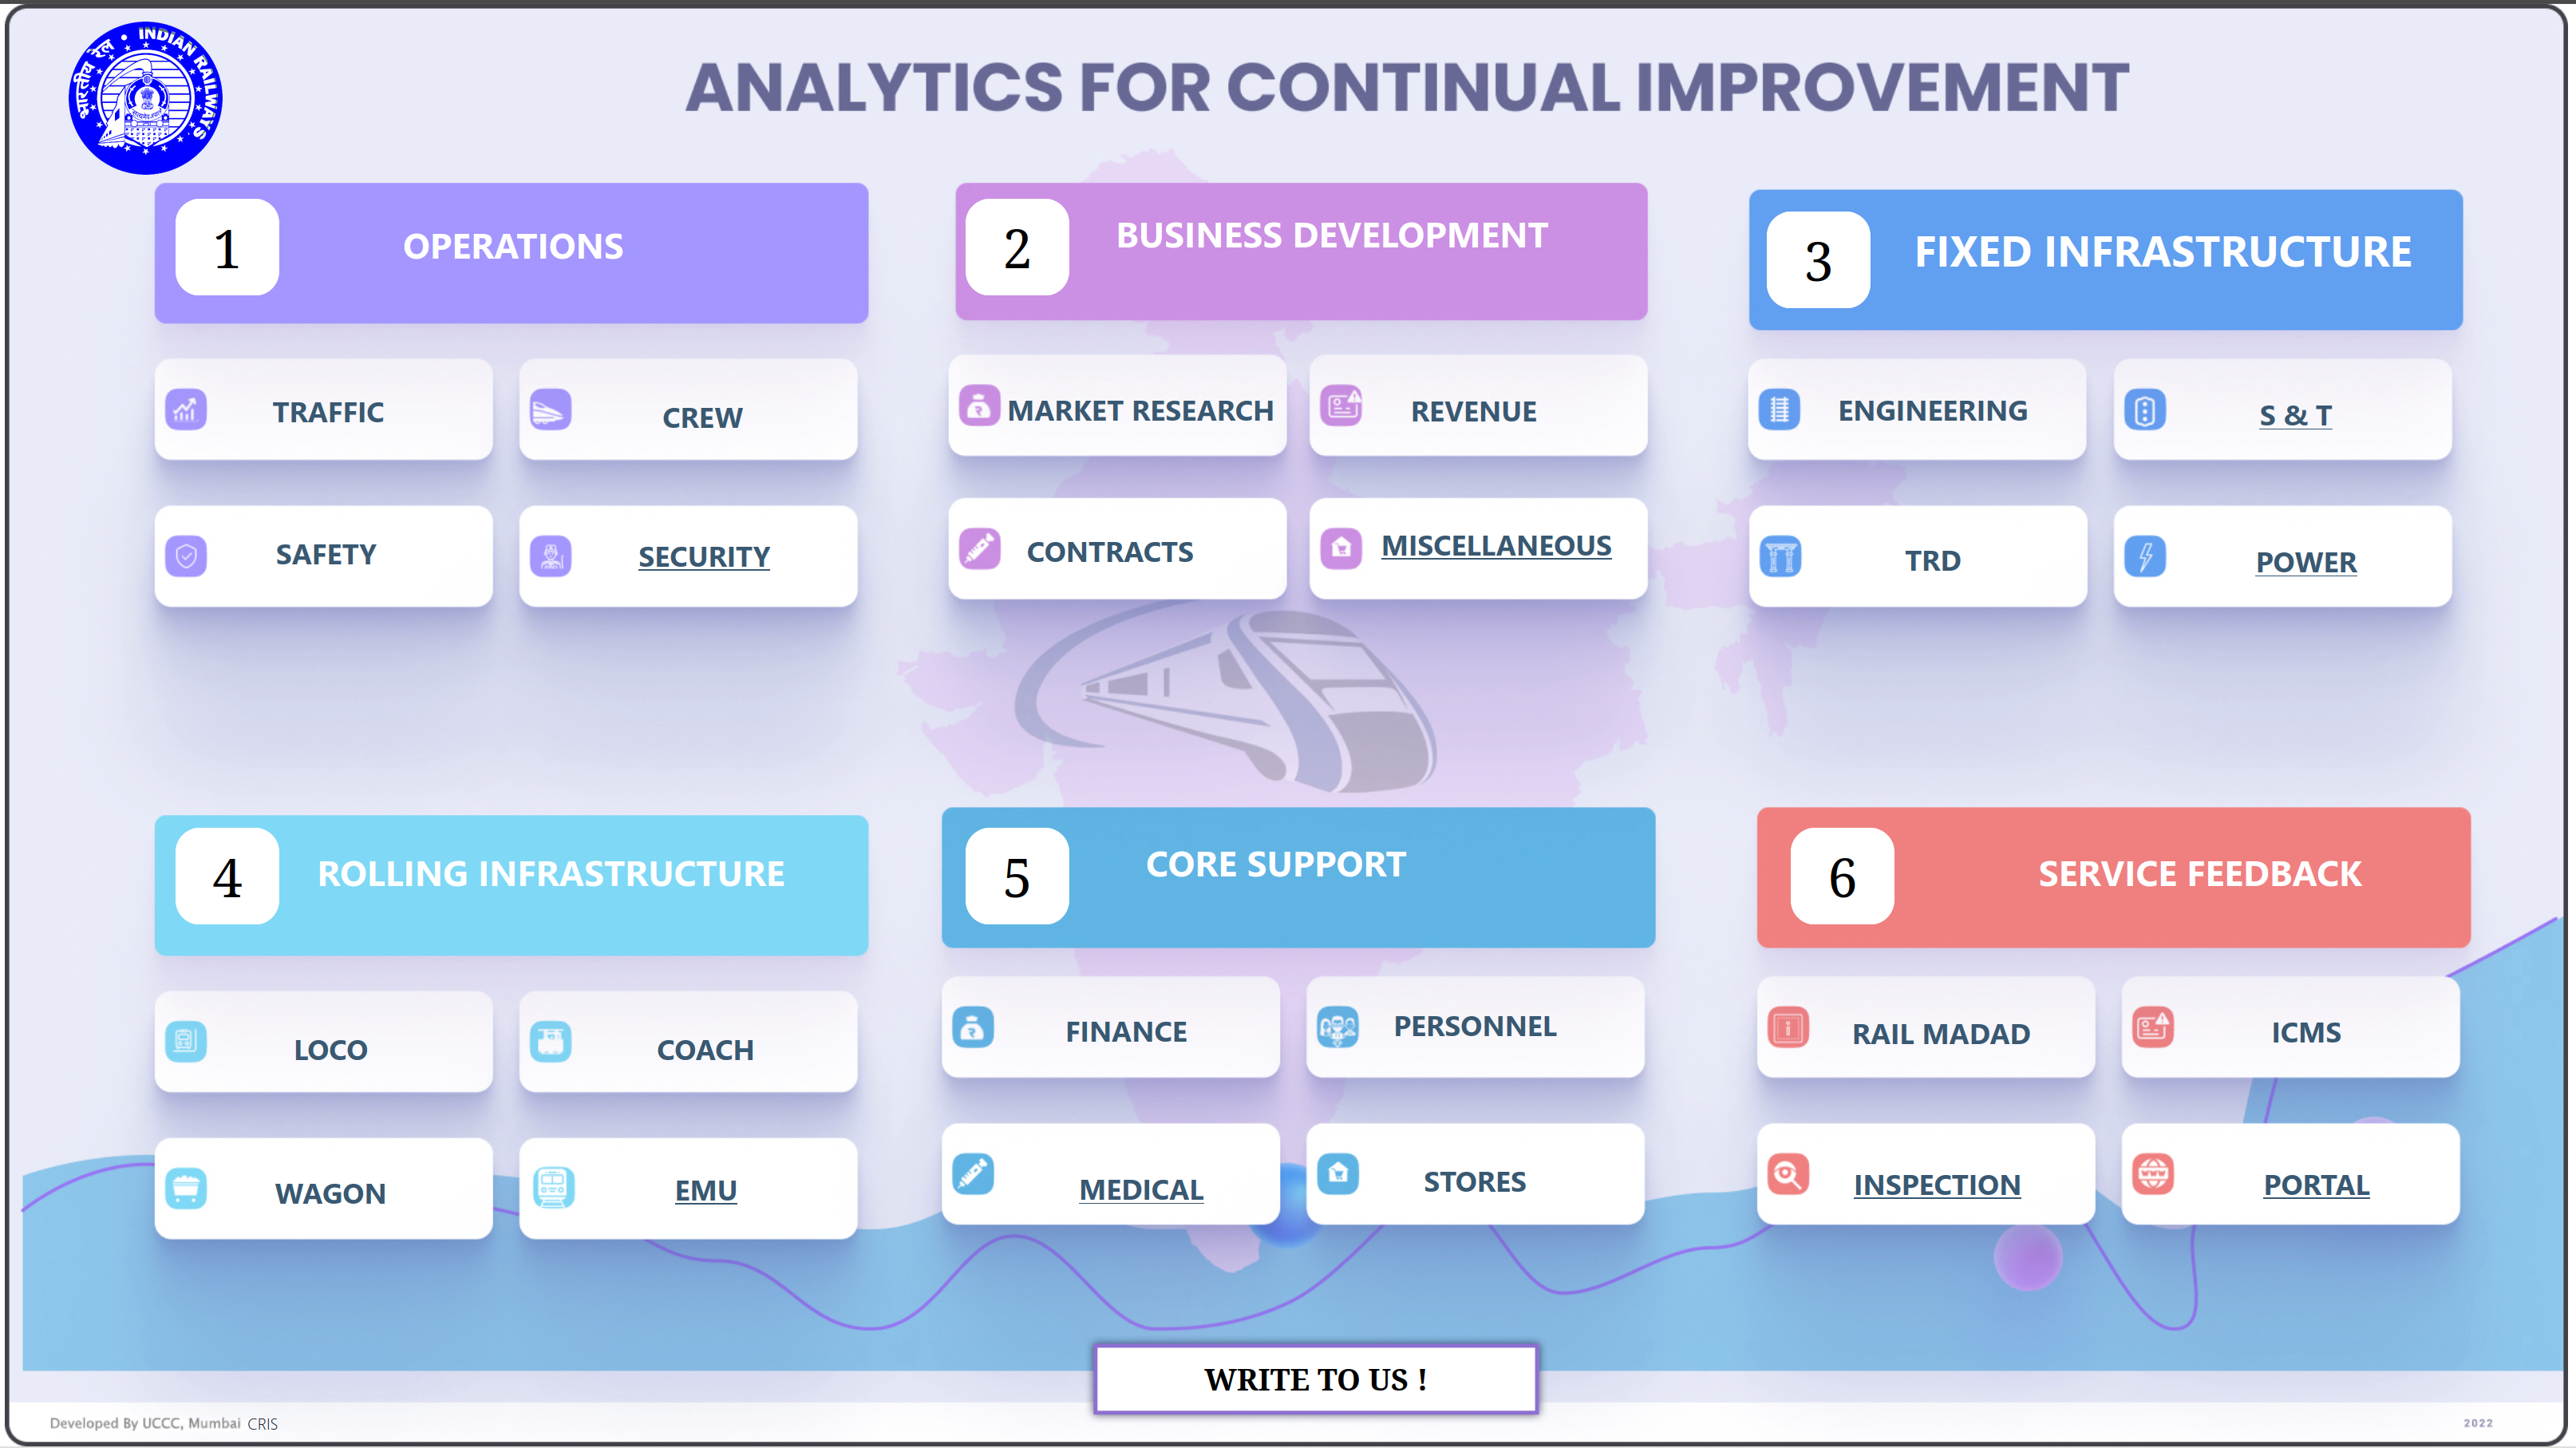 भारतीय रेल • INDIAN RAILWAYS
ANALYTICS FOR CONTINUAL IMPROVEMENT
1 OPERATIONS
TRAFFIC
CREW
SAFETY
SECURITY
2 BUSINESS DEVELOPMENT
MARKET RESEARCH
REVENUE
CONTRACTS
MISCELLANEOUS
3 FIXED INFRASTRUCTURE
ENGINEERING
S & T
TRD
POWER
4 ROLLING INFRASTRUCTURE
LOCO
COACH
WAGON
EMU
5 CORE SUPPORT
FINANCE
PERSONNEL
MEDICAL
STORES
6 SERVICE FEEDBACK
RAIL MADAD
ICMS
INSPECTION
PORTAL
WRITE TO US !
Developed By UCCC, Mumbai CRIS
2022